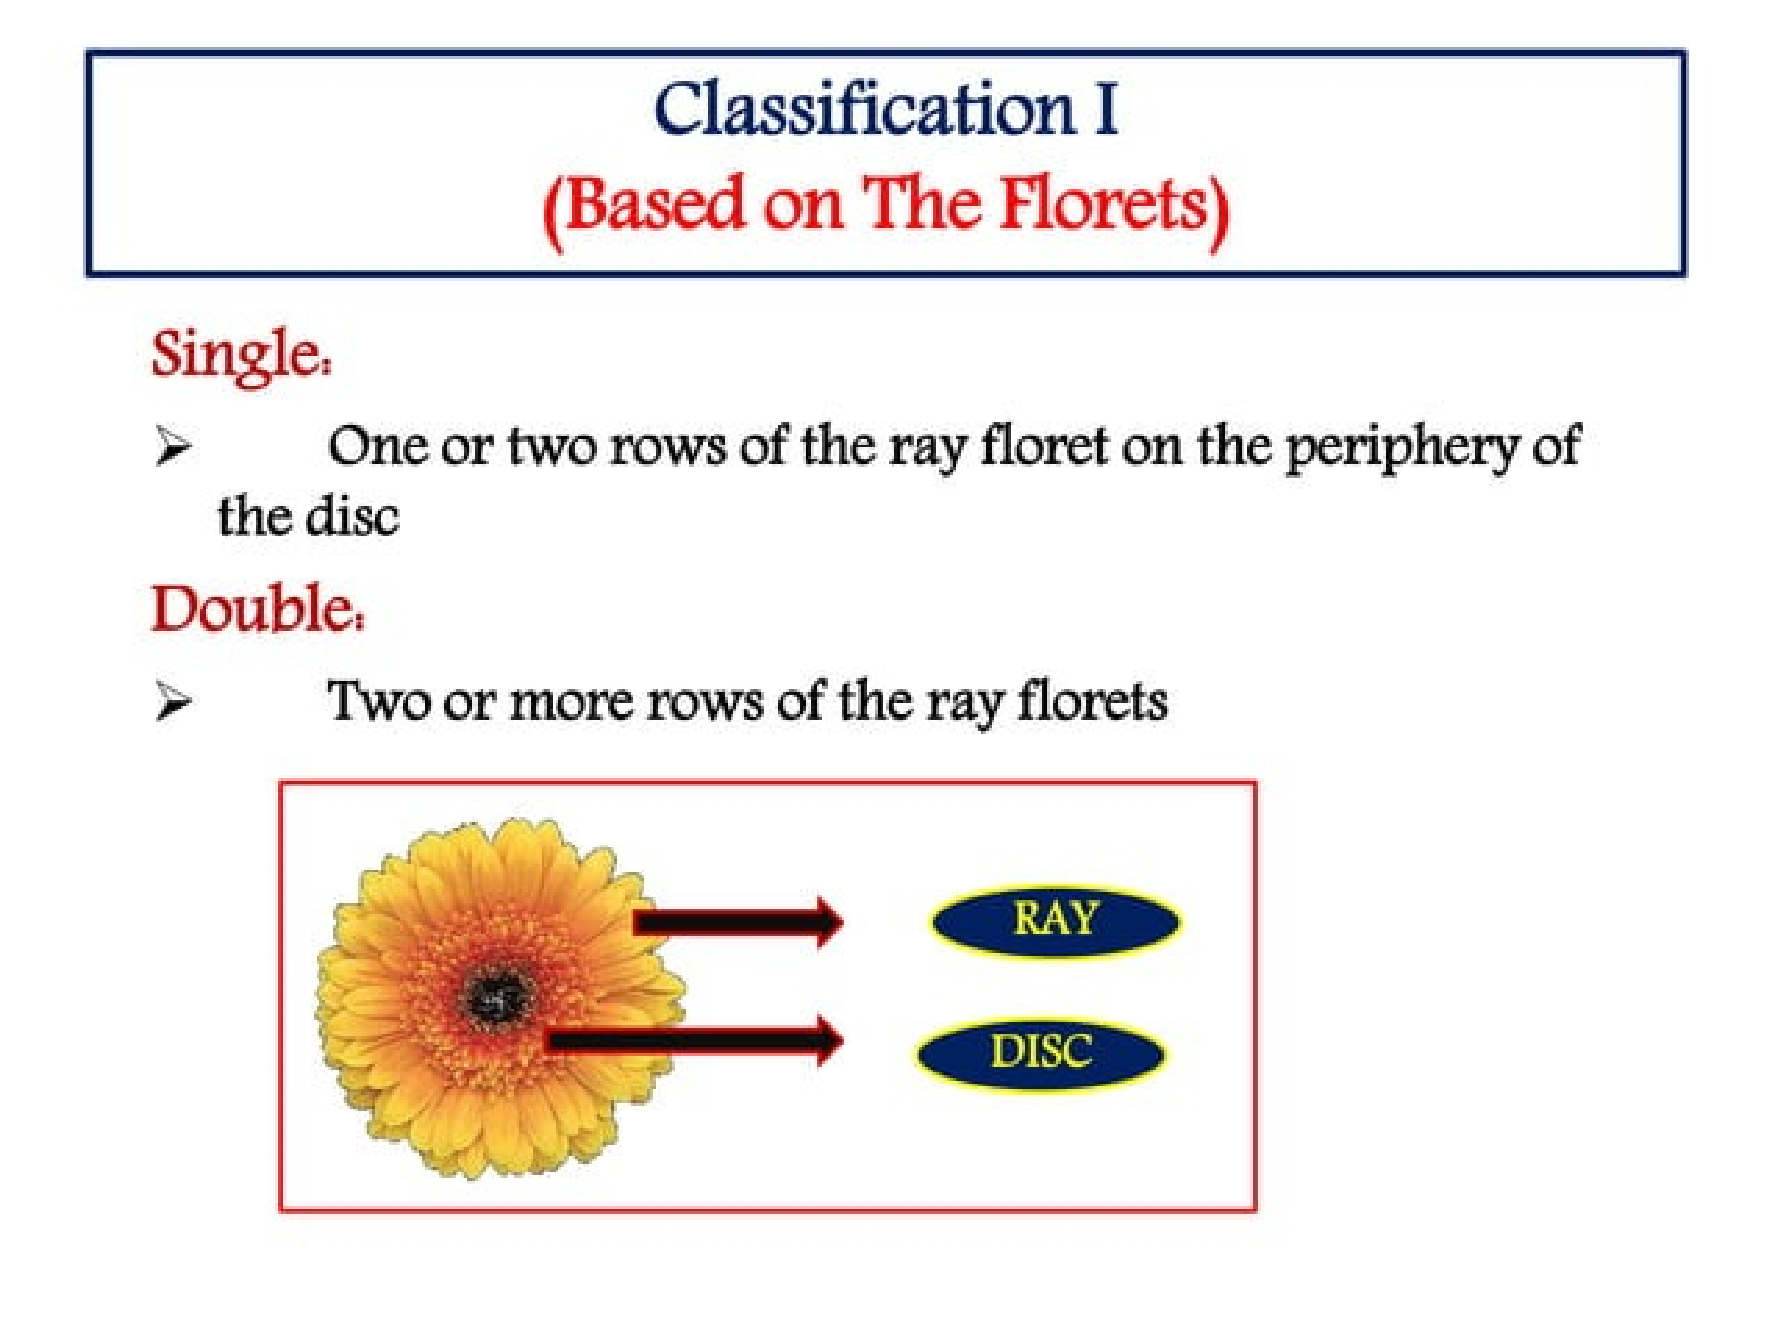 Classification I
(Based on The Florets)
Single:
➢ One or two rows of the ray floret on the periphery of
the disc
Double:
➢ Two or more rows of the ray florets
RAY
DISC